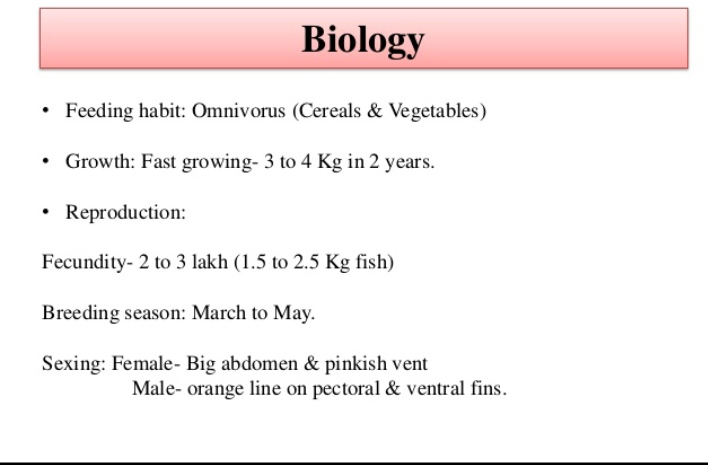 Biology
• Feeding habit: Omnivorus (Cereals & Vegetables)
• Growth: Fast growing- 3 to 4 Kg in 2 years.
• Reproduction:
Fecundity- 2 to 3 lakh (1.5 to 2.5 Kg fish)
Breeding season: March to May.
Sexing: Female- Big abdomen & pinkish vent
Male- orange line on pectoral & ventral fins.